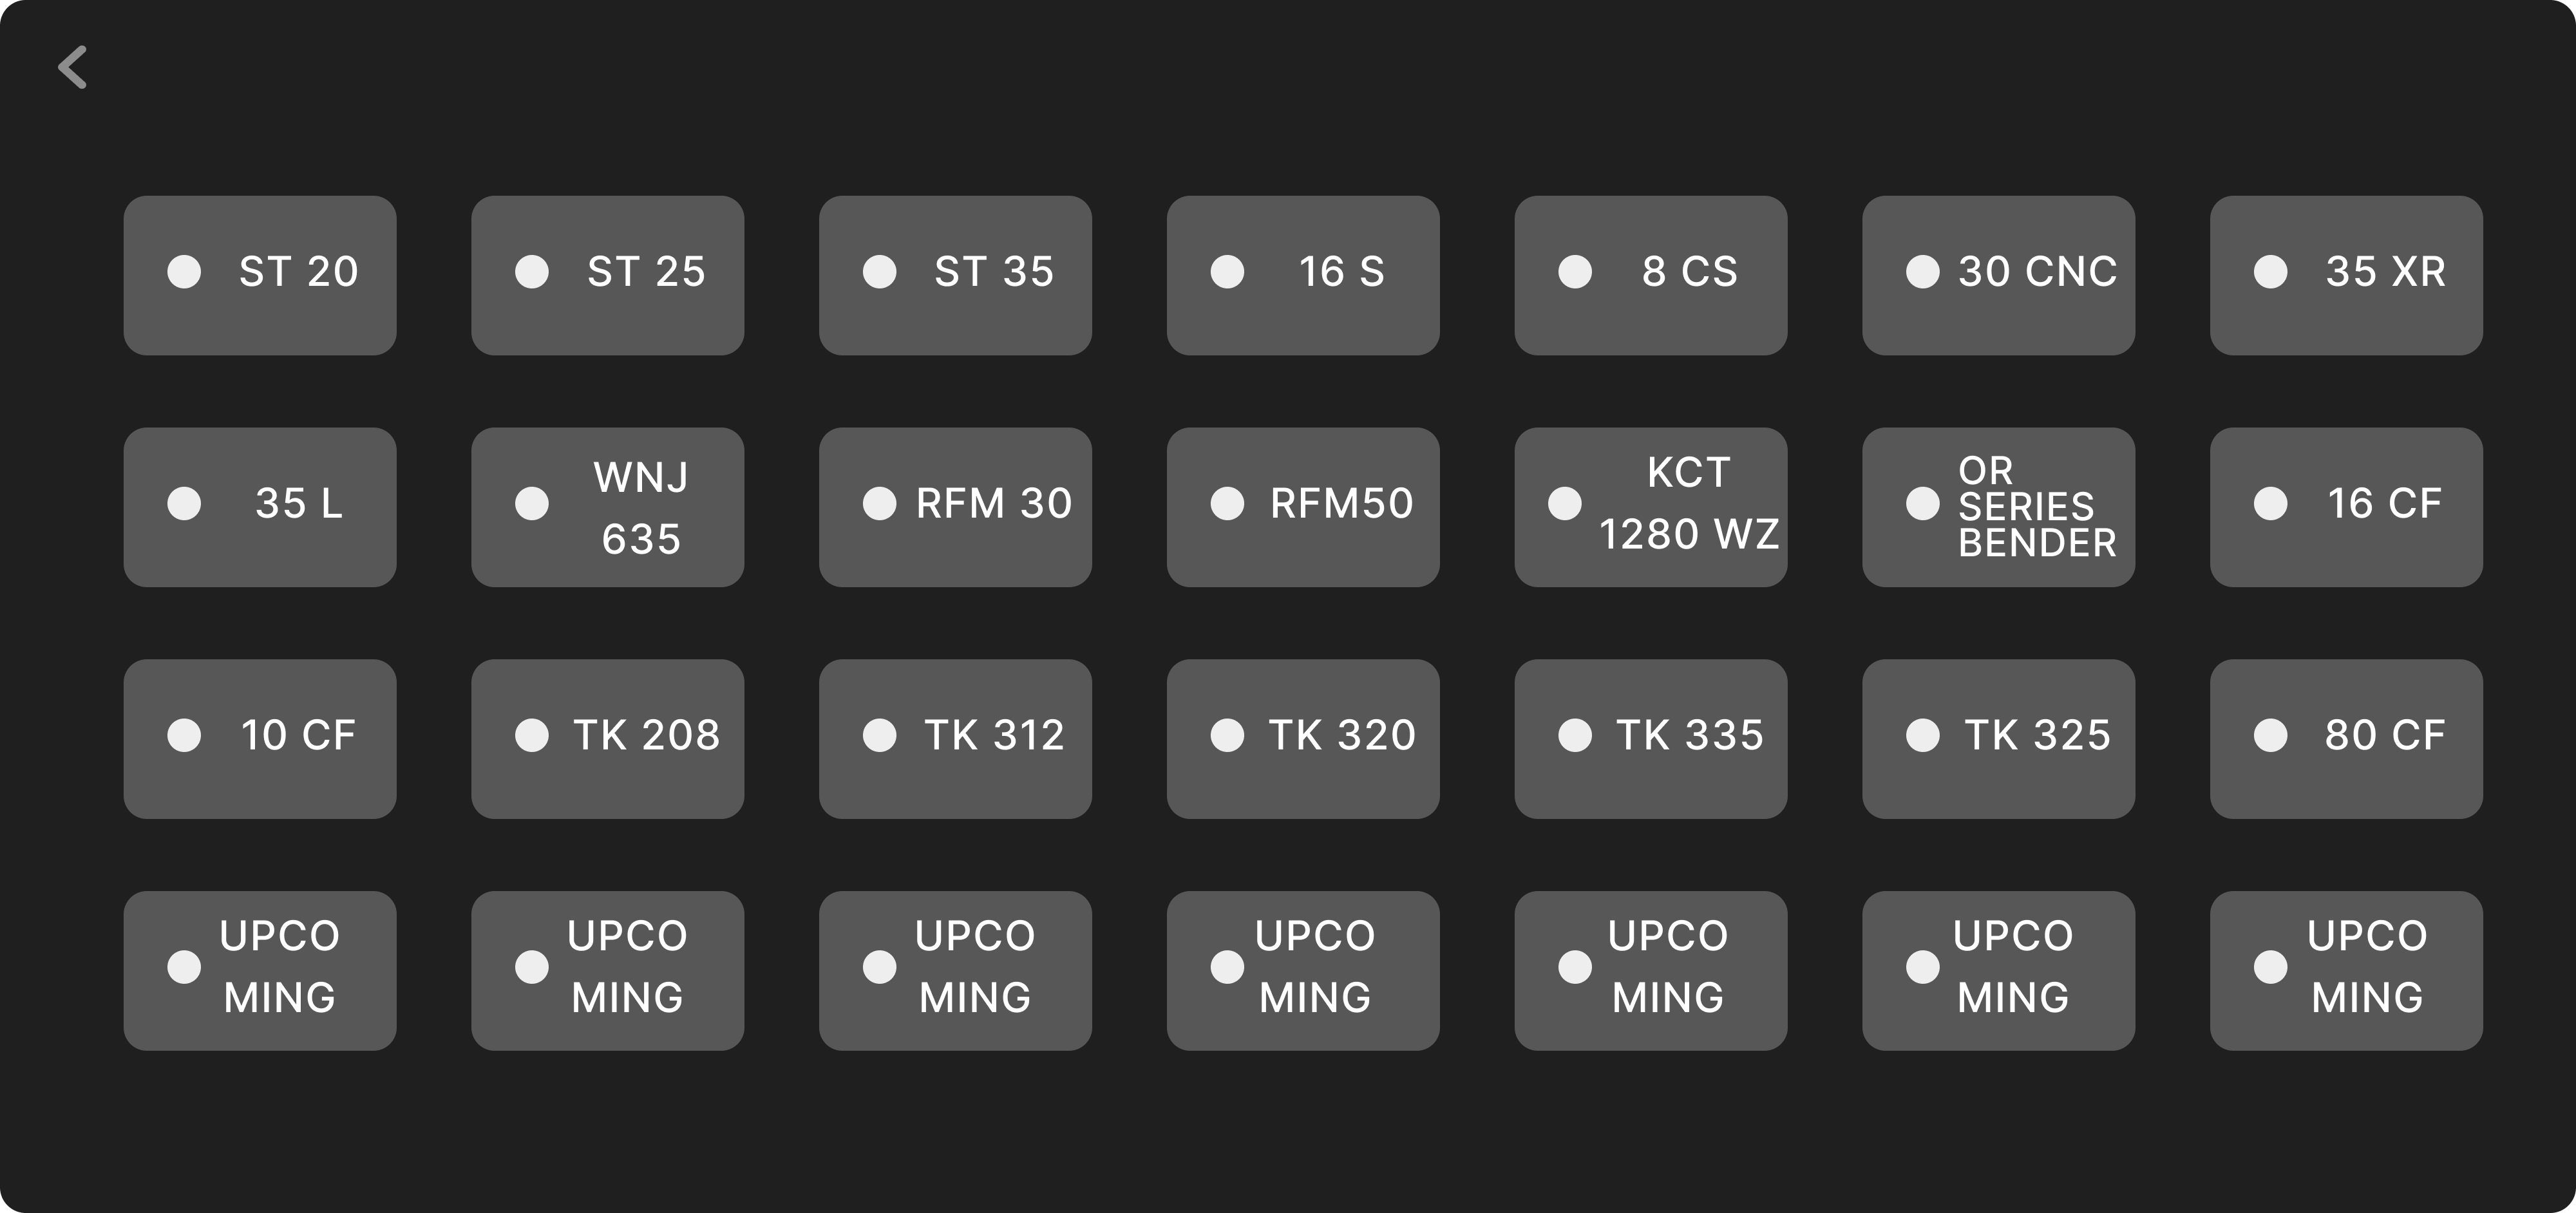 ST 20
ST 25
ST 35
16 S
8 CS
30 CNC
35 XR
35 L
WNJ
635
RFM 30
RFM50
KCT
1280 WZ
OR
SERIES
BENDER
16 CF
10 CF
TK 208
TK 312
TK 320
TK 335
TK 325
80 CF
UPCO
MING
UPCO
MING
UPCO
MING
UPCO
MING
UPCO
MING
UPCO
MING
UPCO
MING